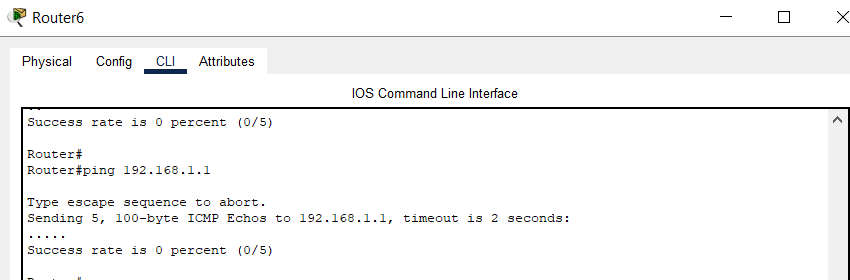 Router6
Physical Config CLI Attributes
IOS Command Line Interface
Success rate is 0 percent (0/5)
Router#
Router#ping 192.168.1.1
Type escape sequence to abort.
Sending 5, 100-byte ICMP Echos to 192.168.1.1, timeout is 2 seconds:
.....
Success rate is 0 percent (0/5)